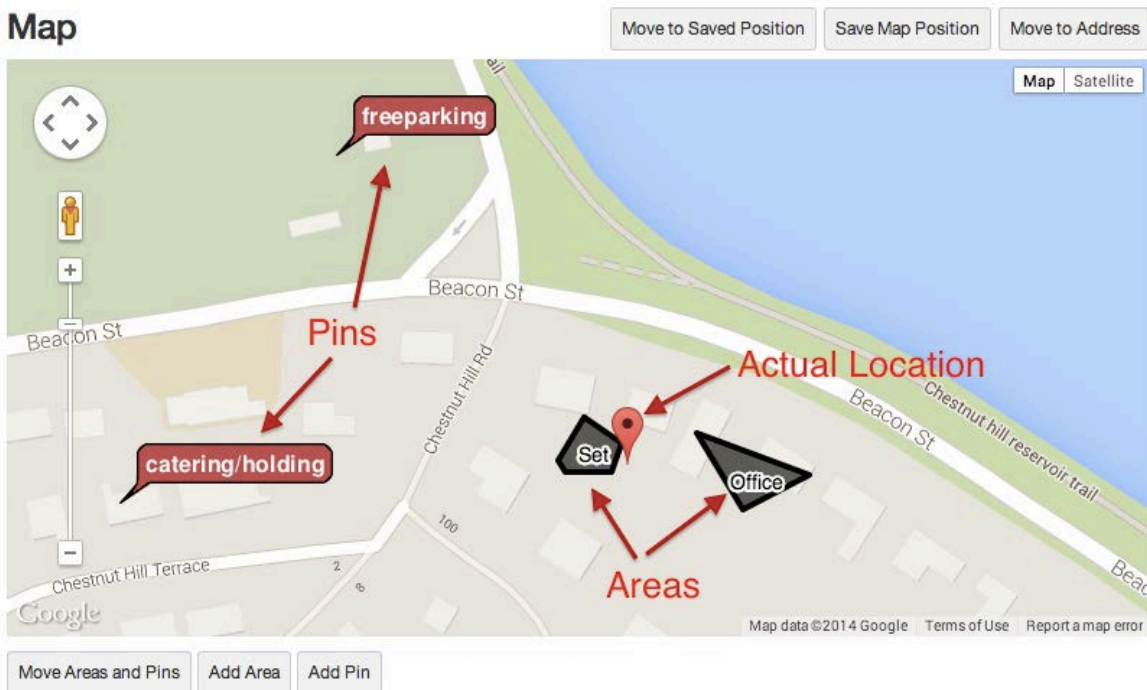 Map
Move to Saved Position
Save Map Position
Move to Address
Map Satellite
ail
freeparking
Beacon St
Beacon St
Pins
Chestnut Hill Rd
Actual Location
Beacon St
Chestnut hill reservoir trail
catering/holding
Set
Office
100
2
8
Chestnut Hill Terrace
Areas
Beac
Google
Map data ©2014 Google Terms of Use Report a map error
Move Areas and Pins
Add Area
Add Pin